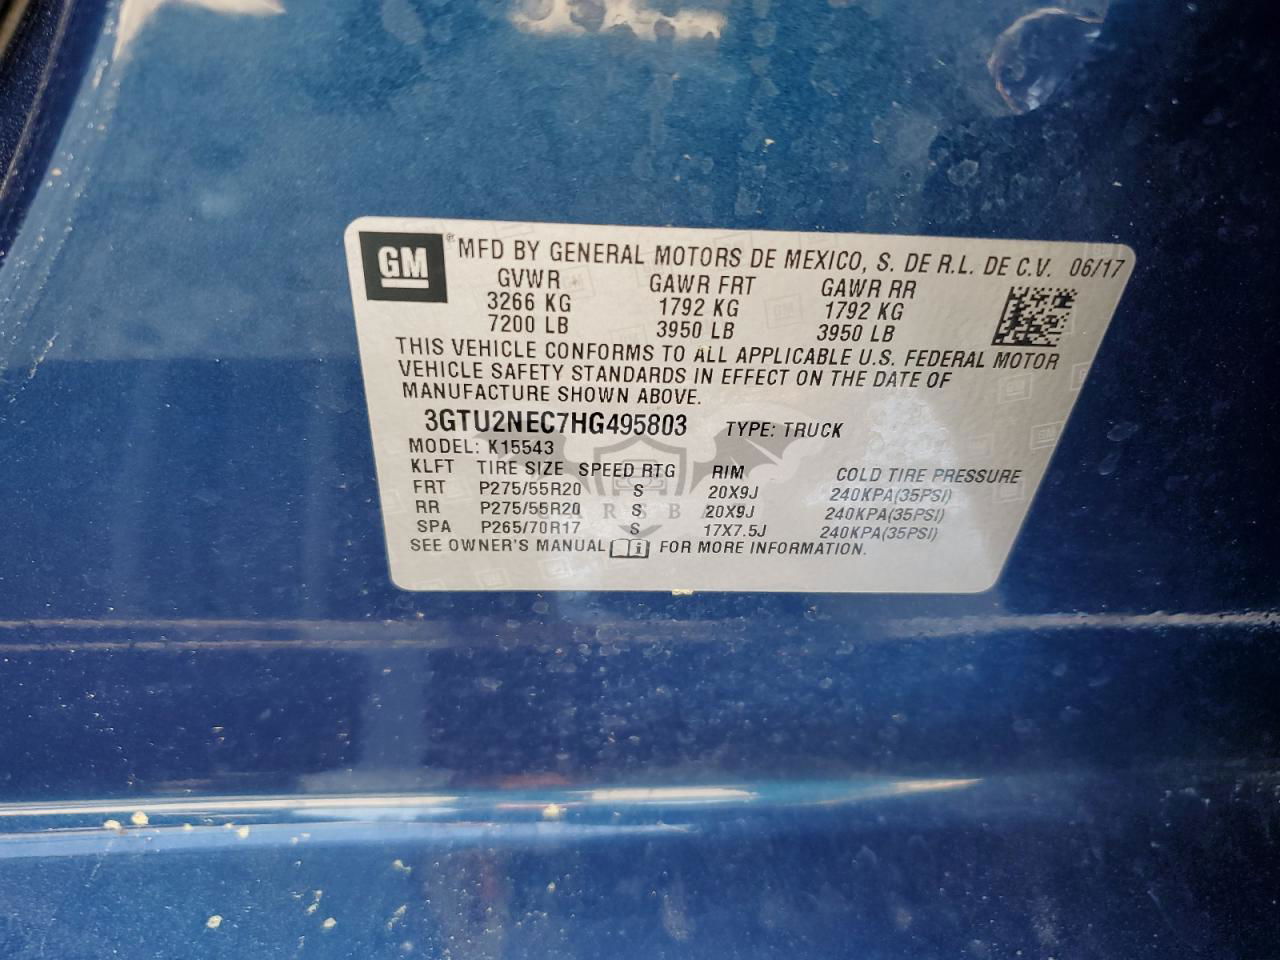 GM ® MFD BY GENERAL MOTORS DE MEXICO, S. DE R.L. DE C.V. 06/17
GVWR GAWR FRT GAWR RR
3266 KG 1792 KG 1792 KG
7200 LB 3950 LB 3950 LB
THIS VEHICLE CONFORMS TO ALL APPLICABLE U.S. FEDERAL MOTOR
VEHICLE SAFETY STANDARDS IN EFFECT ON THE DATE OF
MANUFACTURE SHOWN ABOVE.
3GTU2NEC7HG495803 TYPE: TRUCK
MODEL: K15543
KLFT TIRE SIZE SPEED RTG RIM COLD TIRE PRESSURE
FRT P275/55R20 S 20X9J 240KPA(35PSI)
RR P275/55R20 S 20X9J 240KPA(35PSI)
SPA P265/70R17 S 17X7.5J 240KPA(35PSI)
SEE OWNER'S MANUAL FOR MORE INFORMATION.